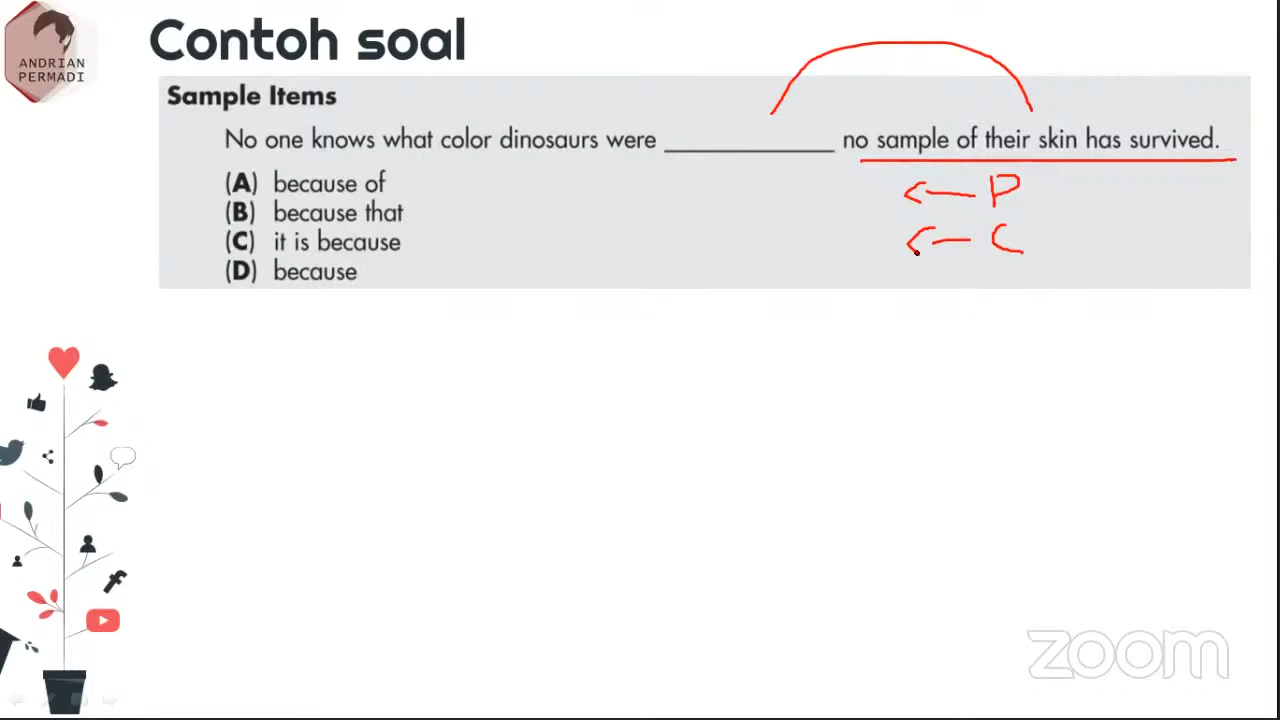 ANDRIAN
PERMADI
Contoh soal
Sample Items
No one knows what color dinosaurs were ____________ no sample of their skin has survived.
(A) because of
(B) because that
(C) it is because
(D) because
P
C
zoom